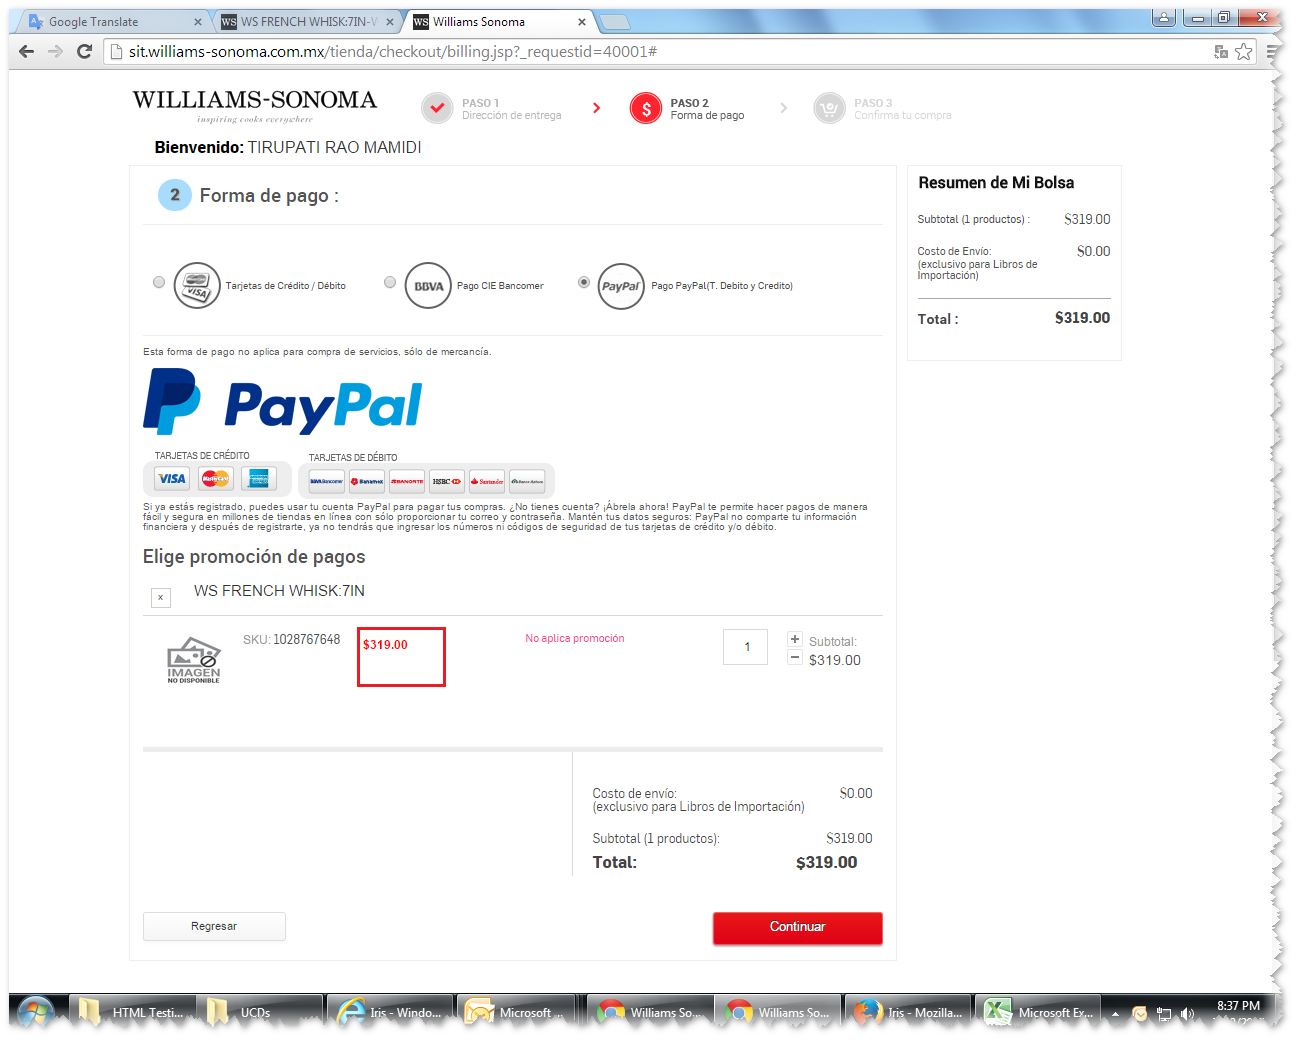 Google Translate
WS FRENCH WHISK:7IN-W
Williams Sonoma
sit.williams-sonoma.com.mx/tienda/checkout/billing.jsp?_requestid=40001#
WILLIAMS-SONOMA
inspiring cooks everywhere
PASO 1
Dirección de entrega
PASO 2
Forma de pago
PASO 3
Confirma tu compra
Bienvenido: TIRUPATI RAO MAMIDI
2 Forma de pago :
VISA
Tarjetas de Crédito / Débito
BBVA
Pago CIE Bancomer
PayPal
Pago PayPal(T. Debito y Credito)
Resumen de Mi Bolsa
Subtotal (1 productos) : $319.00
Costo de Envío: $0.00
(exclusivo para Libros de
Importación)
Total : $319.00
Esta forma de pago no aplica para compra de servicios, sólo de mercancía.
PayPal
TARJETAS DE CRÉDITO
TARJETAS DE DÉBITO
VISA MasterCard
BBVA Bancomer Banamex BANORTE HSBC Santander
Si ya estás registrado, puedes usar tu cuenta PayPal para pagar tus compras. ¿No tienes cuenta? ¡Ábrela ahora! PayPal te permite hacer pagos de manera
fácil y segura en millones de tiendas en línea con sólo proporcionar tu correo y contraseña. Mantén tus datos seguros: PayPal no comparte tu información
financiera y después de registrarte, ya no tendrás que ingresar los números ni códigos de seguridad de tus tarjetas de crédito y/o débito.
Elige promoción de pagos
x
WS FRENCH WHISK:7IN
IMAGEN
NO DISPONIBLE
SKU: 1028767648
$319.00
No aplica promoción
1
+
−
Subtotal:
$319.00
Costo de envío: $0.00
(exclusivo para Libros de Importación)
Subtotal (1 productos): $319.00
Total: $319.00
Regresar
Continuar
HTML Testi...
UCDs
Iris - Windo...
Microsoft ...
Williams So...
Williams So...
Iris - Mozilla...
Microsoft Ex...
8:37 PM